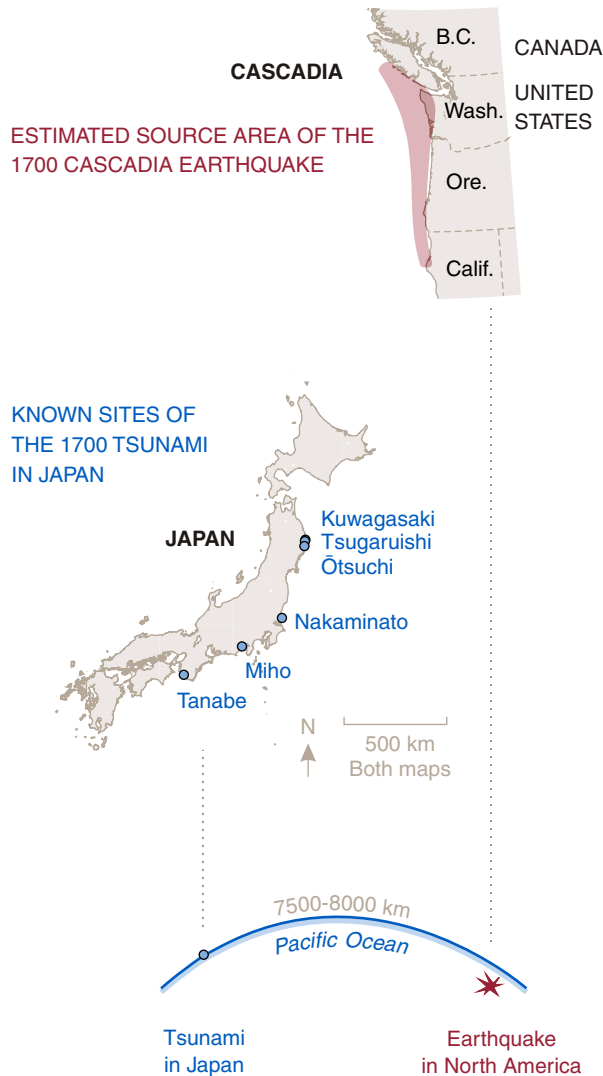 B.C.
CANADA
CASCADIA
UNITED
STATES
Wash.
ESTIMATED SOURCE AREA OF THE
1700 CASCADIA EARTHQUAKE
Ore.
Calif.
KNOWN SITES OF
THE 1700 TSUNAMI
IN JAPAN
JAPAN
Kuwagasaki
Tsugaruishi
Ōtsuchi
Nakaminato
Miho
Tanabe
N
500 km
Both maps
7500-8000 km
Pacific Ocean
Tsunami
in Japan
Earthquake
in North America